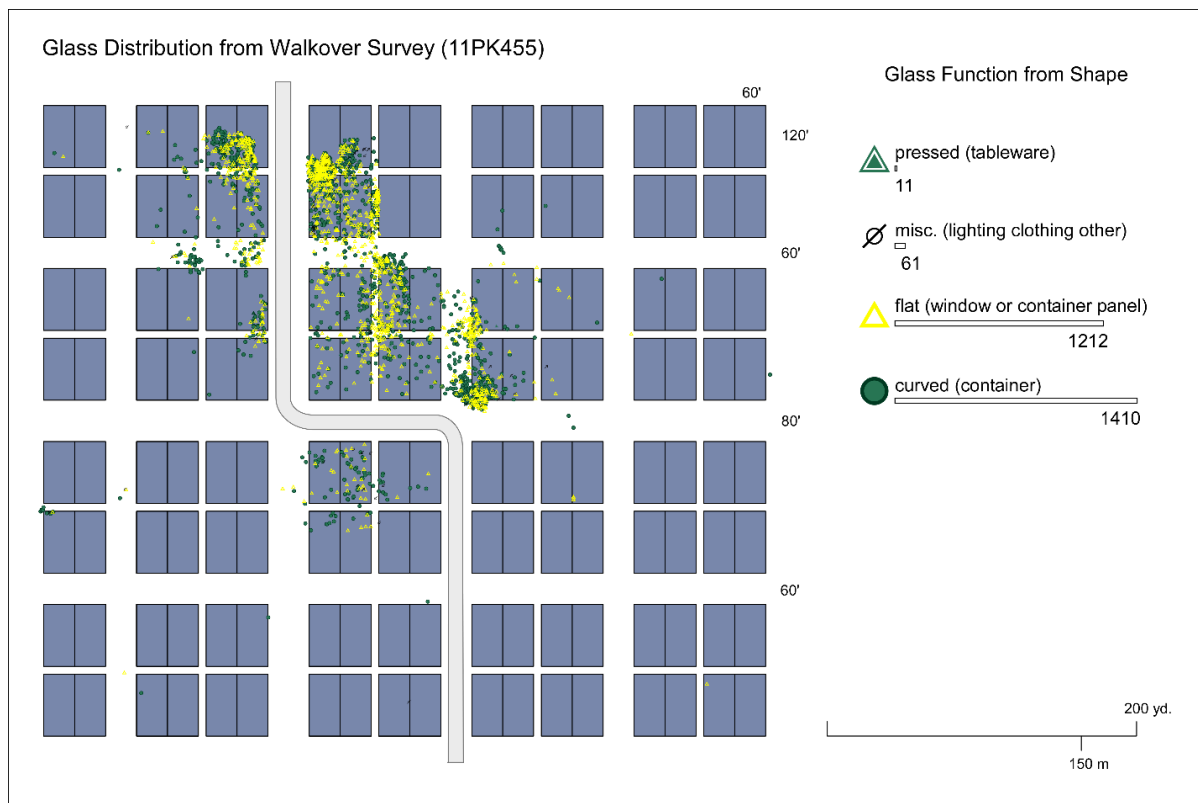 Glass Distribution from Walkover Survey (11PK455)
60'
120'
60'
80'
60'
Glass Function from Shape
pressed (tableware)
11
misc. (lighting clothing other)
61
flat (window or container panel)
1212
curved (container)
1410
200 yd.
150 m